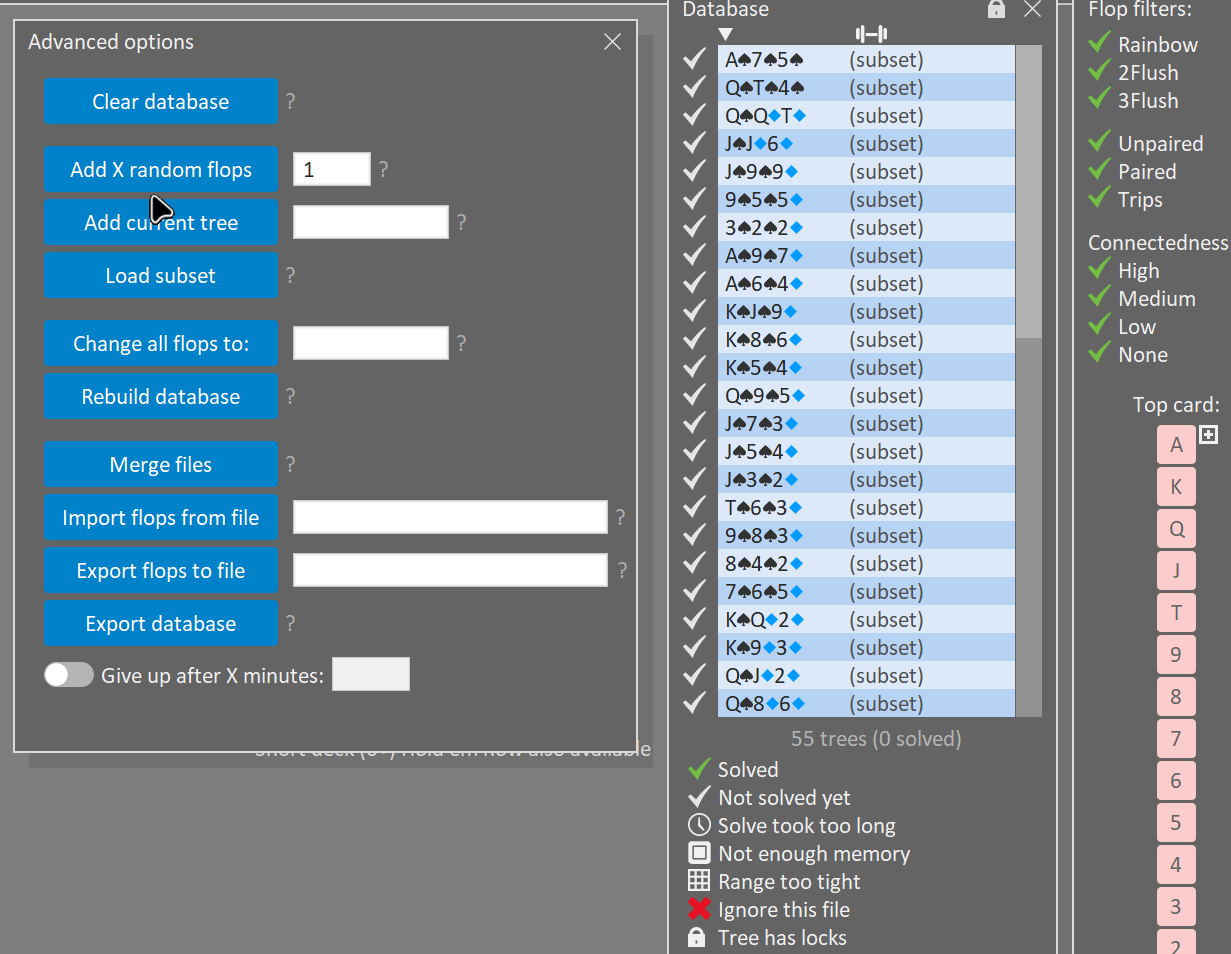 Advanced options
Clear database ?
Add X random flops 1 ?
Add current tree ?
Load subset ?
Change all flops to: ?
Rebuild database ?
Merge files ?
Import flops from file ?
Export flops to file ?
Export database ?
Give up after X minutes:
Short deck (6+) Hold'em now also available
Database
A♠7♠5♠ (subset)
Q♠T♠4♠ (subset)
Q♠Q♦T♦ (subset)
J♠J♦6♦ (subset)
J♠9♠9♦ (subset)
9♠5♠5♦ (subset)
3♠2♠2♦ (subset)
A♠9♠7♦ (subset)
A♠6♠4♦ (subset)
K♠J♠9♦ (subset)
K♠8♠6♦ (subset)
K♠5♠4♦ (subset)
Q♠9♠5♦ (subset)
J♠7♠3♦ (subset)
J♠5♠4♦ (subset)
J♠3♠2♦ (subset)
T♠6♠3♦ (subset)
9♠8♠3♦ (subset)
8♠4♠2♦ (subset)
7♠6♠5♦ (subset)
K♠Q♦2♦ (subset)
K♠9♦3♦ (subset)
Q♠J♦2♦ (subset)
Q♠8♦6♦ (subset)
55 trees (0 solved)
Solved
Not solved yet
Solve took too long
Not enough memory
Range too tight
Ignore this file
Tree has locks
Flop filters:
Rainbow
2Flush
3Flush
Unpaired
Paired
Trips
Connectedness
High
Medium
Low
None
Top card:
A
K
Q
J
T
9
8
7
6
5
4
3
2